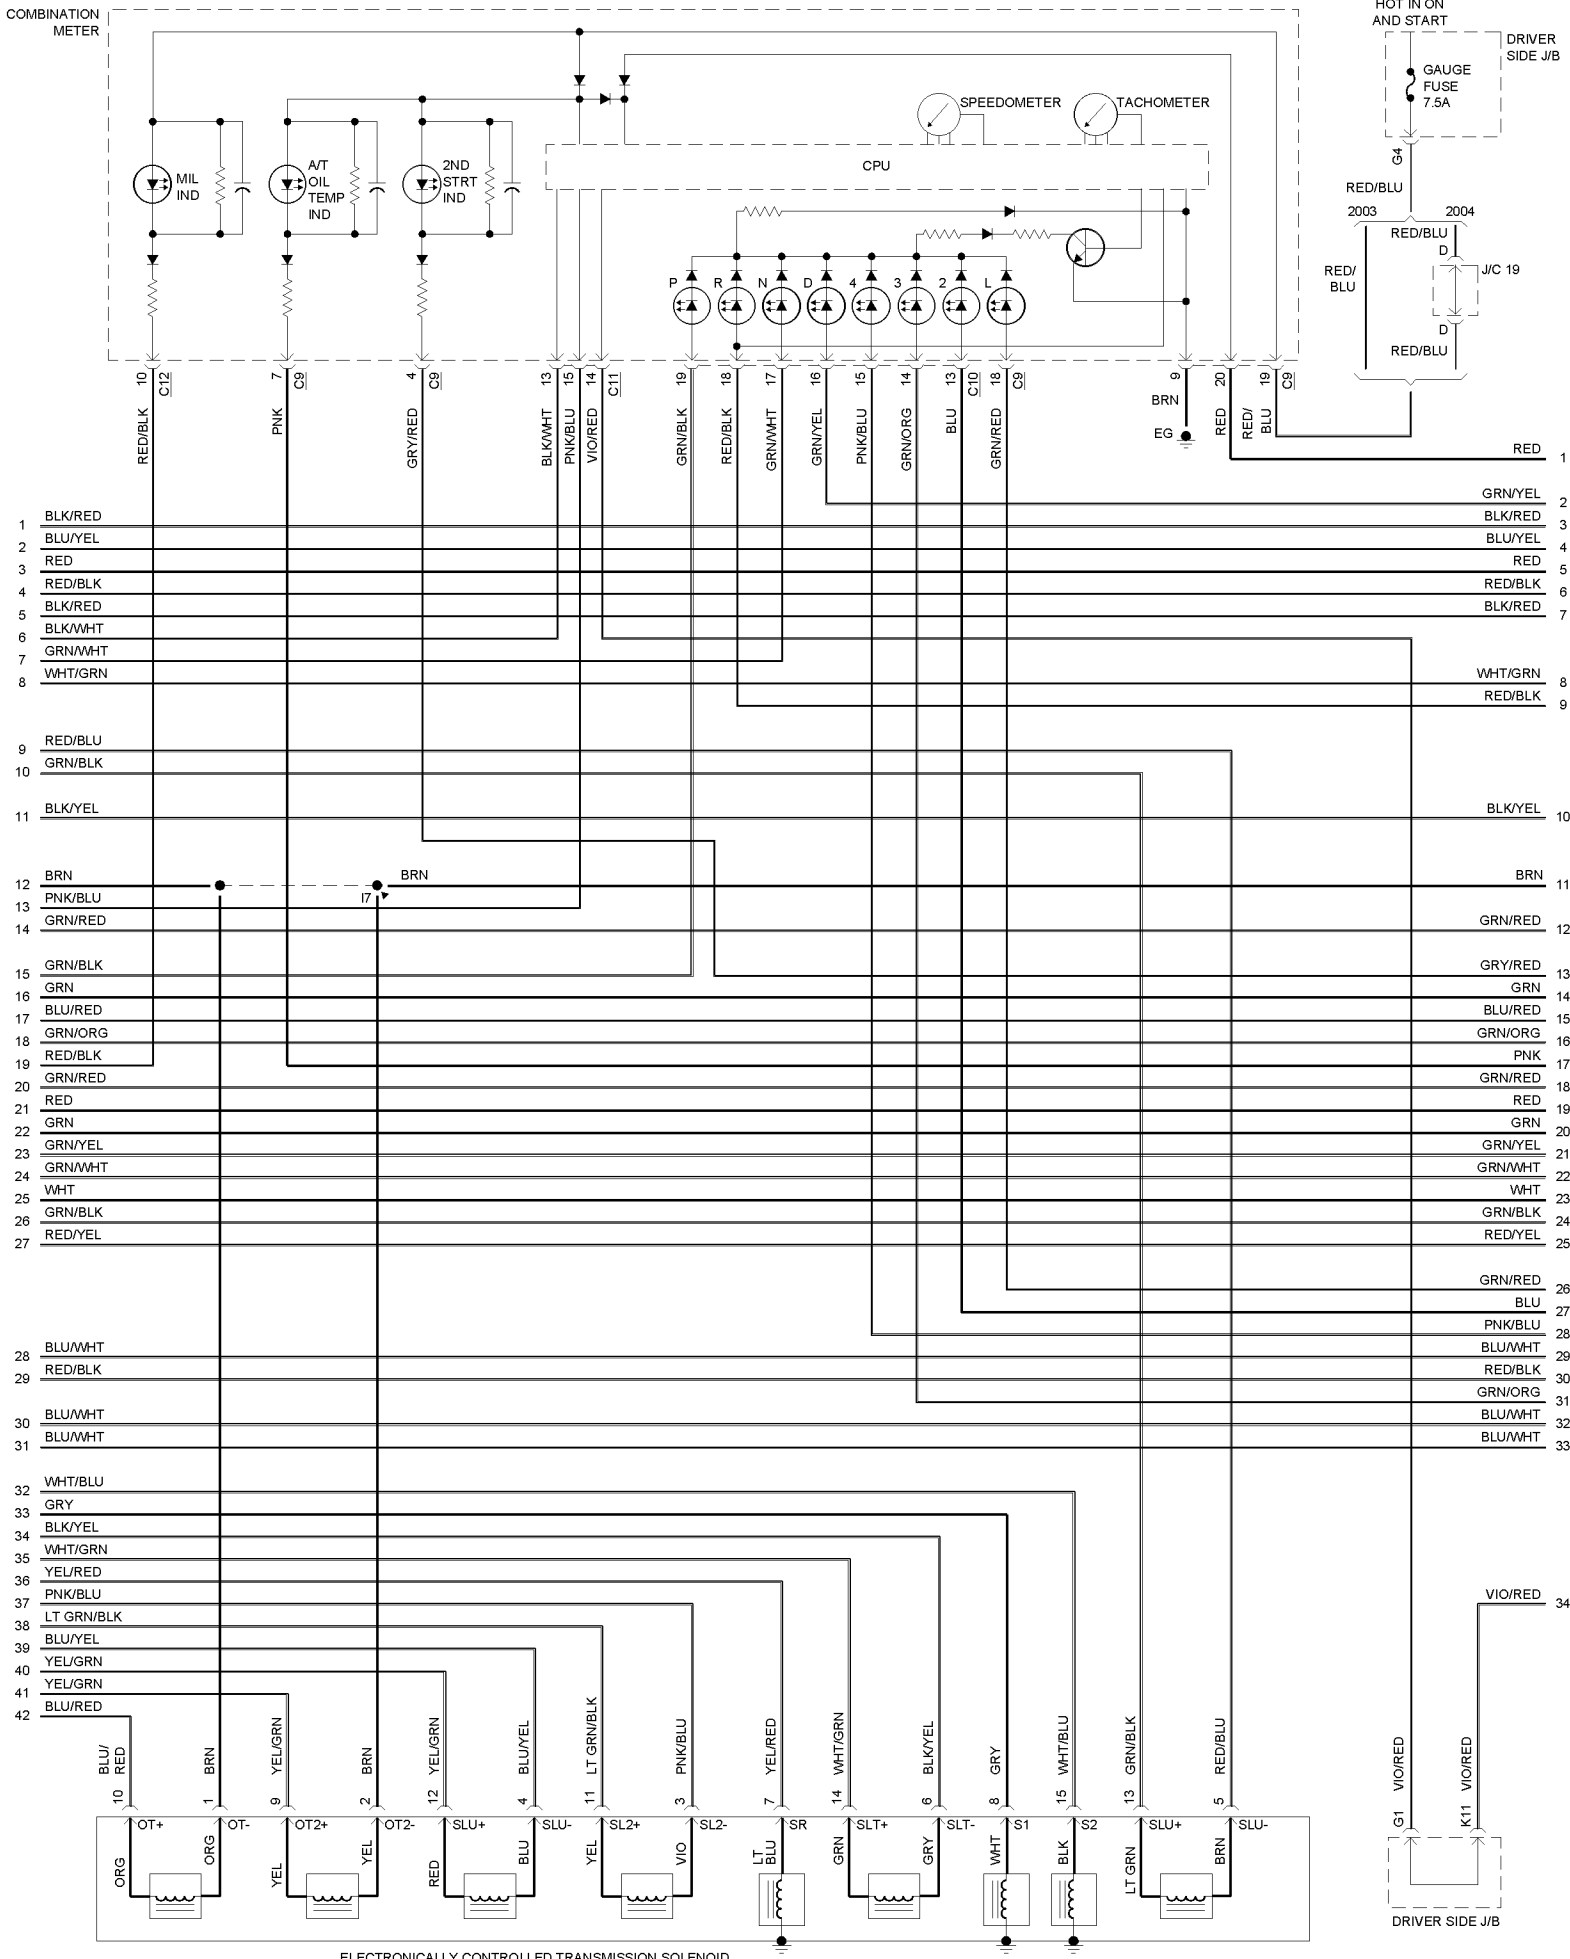 HOT IN ON
AND START
COMBINATION
METER
DRIVER
SIDE J/B
GAUGE
FUSE
7.5A
SPEEDOMETER
TACHOMETER
CPU
MIL
IND
A/T
OIL
TEMP
IND
2ND
STRT
IND
G4
RED/BLU
2003
2004
RED/BLU
D
RED/
BLU
J/C 19
D
RED/BLU
P
R
N
D
4
3
2
L
10
C12
7
C9
4
C9
13
15
14
C11
19
18
17
16
15
14
13
C10
18
C9
9
20
19
C9
RED/BLK
PNK
GRY/RED
BLK/WHT
PNK/BLU
VIO/RED
GRN/BLK
RED/BLK
GRN/WHT
GRN/YEL
PNK/BLU
GRN/ORG
BLU
GRN/RED
BRN
EG
RED
RED/
BLU
RED 1
GRN/YEL 2
1 BLK/RED
BLK/RED 3
2 BLU/YEL
BLU/YEL 4
3 RED
RED 5
4 RED/BLK
RED/BLK 6
5 BLK/RED
BLK/RED 7
6 BLK/WHT
7 GRN/WHT
8 WHT/GRN
WHT/GRN 8
RED/BLK 9
9 RED/BLU
10 GRN/BLK
11 BLK/YEL
BLK/YEL 10
12 BRN
BRN
BRN 11
13 PNK/BLU
I7
14 GRN/RED
GRN/RED 12
15 GRN/BLK
GRY/RED 13
16 GRN
GRN 14
17 BLU/RED
BLU/RED 15
18 GRN/ORG
GRN/ORG 16
19 RED/BLK
PNK 17
20 GRN/RED
GRN/RED 18
21 RED
RED 19
22 GRN
GRN 20
23 GRN/YEL
GRN/YEL 21
24 GRN/WHT
GRN/WHT 22
25 WHT
WHT 23
26 GRN/BLK
GRN/BLK 24
27 RED/YEL
RED/YEL 25
GRN/RED 26
BLU 27
PNK/BLU 28
28 BLU/WHT
BLU/WHT 29
29 RED/BLK
RED/BLK 30
GRN/ORG 31
30 BLU/WHT
BLU/WHT 32
31 BLU/WHT
BLU/WHT 33
32 WHT/BLU
33 GRY
34 BLK/YEL
35 WHT/GRN
36 YEL/RED
37 PNK/BLU
VIO/RED 34
38 LT GRN/BLK
39 BLU/YEL
40 YEL/GRN
41 YEL/GRN
42 BLU/RED
BLU/
RED
BRN
YEL/GRN
BRN
YEL/GRN
BLU/YEL
LT GRN/BLK
PNK/BLU
YEL/RED
WHT/GRN
BLK/YEL
GRY
WHT/BLU
GRN/BLK
RED/BLU
VIO/RED
VIO/RED
10
1
9
2
12
4
11
3
7
14
6
8
15
13
5
G1
K11
OT+
OT-
OT2+
OT2-
SLU+
SLU-
SL2+
SL2-
SR
SLT+
SLT-
S1
S2
SLU+
SLU-
ORG
ORG
YEL
YEL
RED
BLU
YEL
VIO
LT
BLU
GRN
GRY
WHT
BLK
LT GRN
BRN
DRIVER SIDE J/B
ELECTRONICALLY CONTROLLED TRANSMISSION SOLENOID